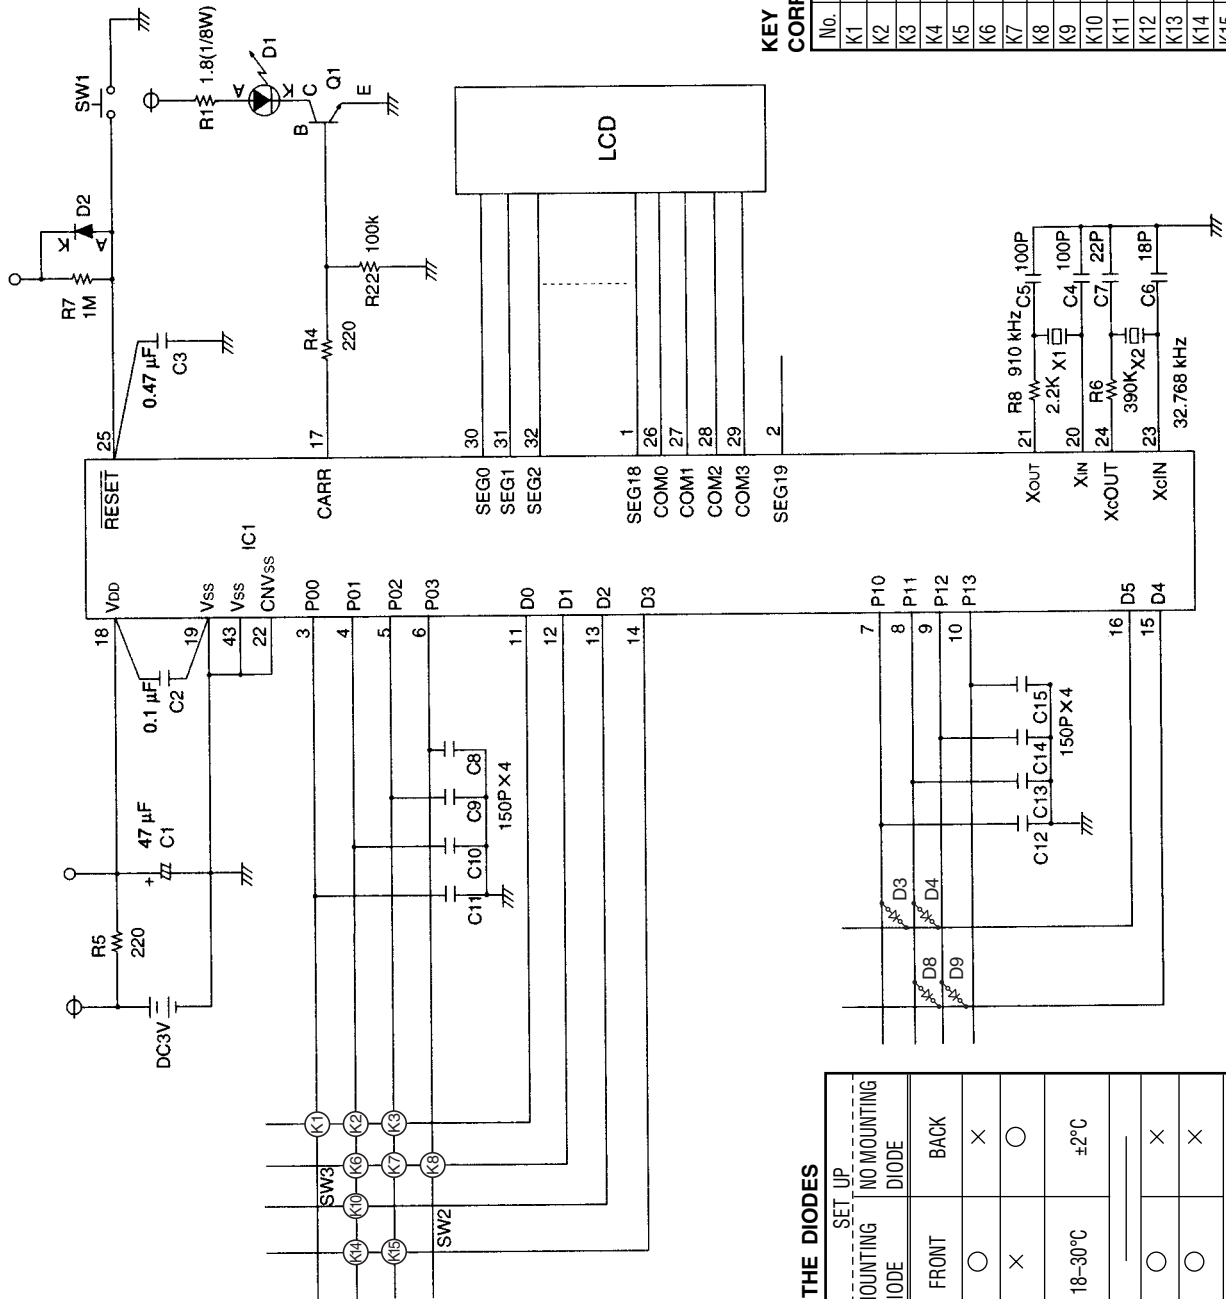 KEY
CORR
No.
K1
K2
K3
K4
K5
K6
K7
K8
K9
K10
K11
K12
K13
K14
K15
SW1
R1 1.8(1/8W)
A
K
D1
C
B
Q1
E
K
A
D2
R7
1M
0.47 µF
C3
R4
220
R22
100k
LCD
R8
2.2K
910 kHz
X1
C5
100P
C4
100P
R6
390K
X2
C7
22P
C6
18P
32.768 kHz
25
17
30
31
32
1
26
27
28
29
2
21
20
24
23
RESET
CARR
SEG0
SEG1
SEG2
SEG18
COM0
COM1
COM2
COM3
SEG19
XOUT
XIN
XcOUT
XcIN
IC1
VDD
VSS
VSS
CNVSS
P00
P01
P02
P03
D0
D1
D2
D3
P10
P11
P12
P13
D5
D4
18
19
43
22
3
4
5
6
11
12
13
14
7
8
9
10
16
15
0.1 µF
C2
47 µF
+
C1
R5
220
DC3V
C8
C9
C10
C11
150P×4
C15
C14
C13
C12
150P×4
D3
D4
D8
D9
K1
K2
K3
K6
K7
K8
K10
K14
K15
SW3
SW2
THE DIODES
SET UP
MOUNTING
DIODE
NO MOUNTING
DIODE
FRONT
BACK
○
×
×
○
18–30°C
±2°C
○
×
○
×